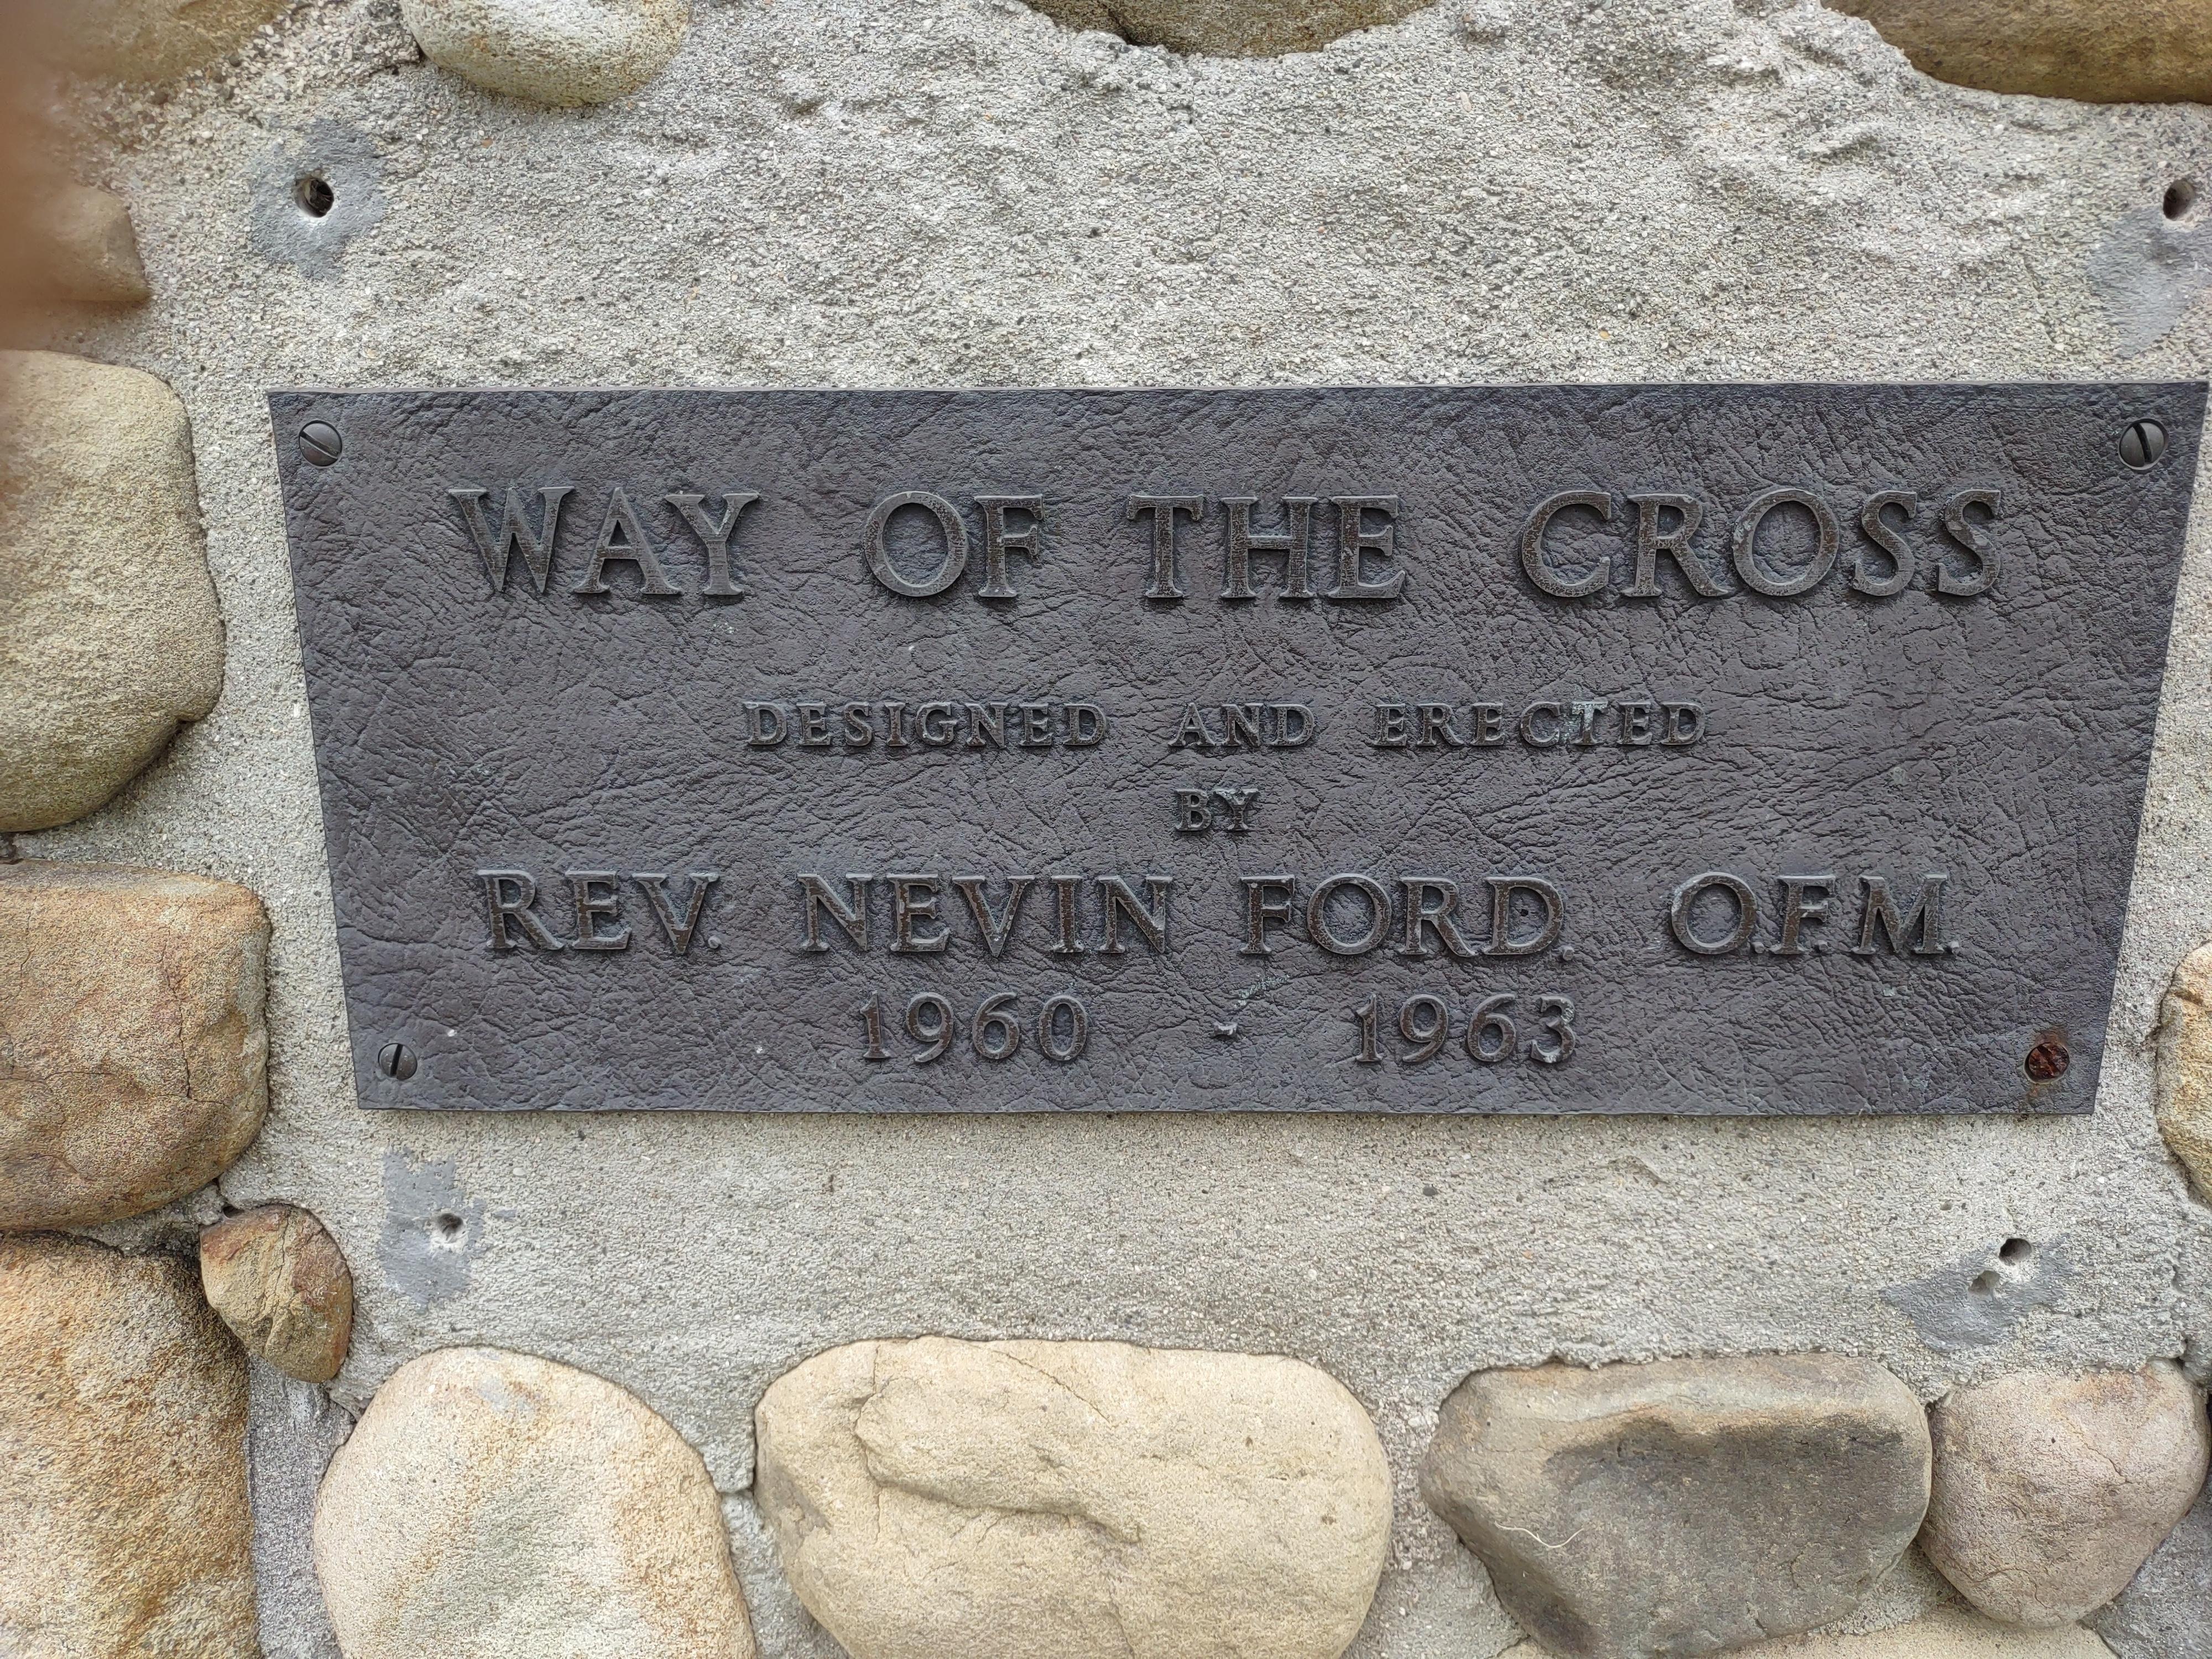 WAY OF THE CROSS
DESIGNED AND ERECTED
BY
REV. NEVIN FORD. O.F.M.
1960 - 1963